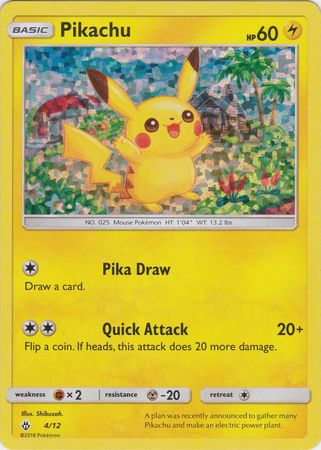 BASIC Pikachu HP 60
NO. 025 Mouse Pokémon HT: 1'04" WT: 13.2 lbs.
Pika Draw
Draw a card.
Quick Attack 20+
Flip a coin. If heads, this attack does 20 more damage.
weakness × 2 resistance -20 retreat
Illus. Shibuzoh.
4/12
©2018 Pokémon
A plan was recently announced to gather many
Pikachu and make an electric power plant.